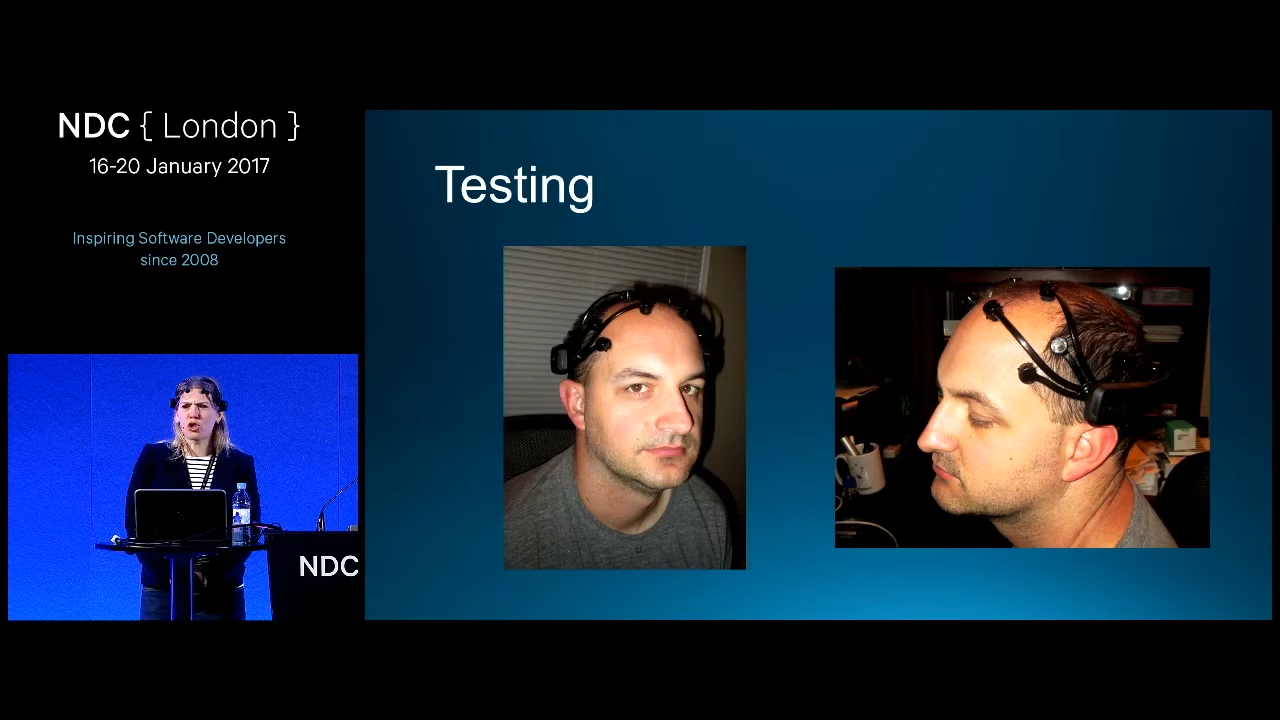 NDC { London }
16-20 January 2017
Inspiring Software Developers
since 2008
Testing
NDC